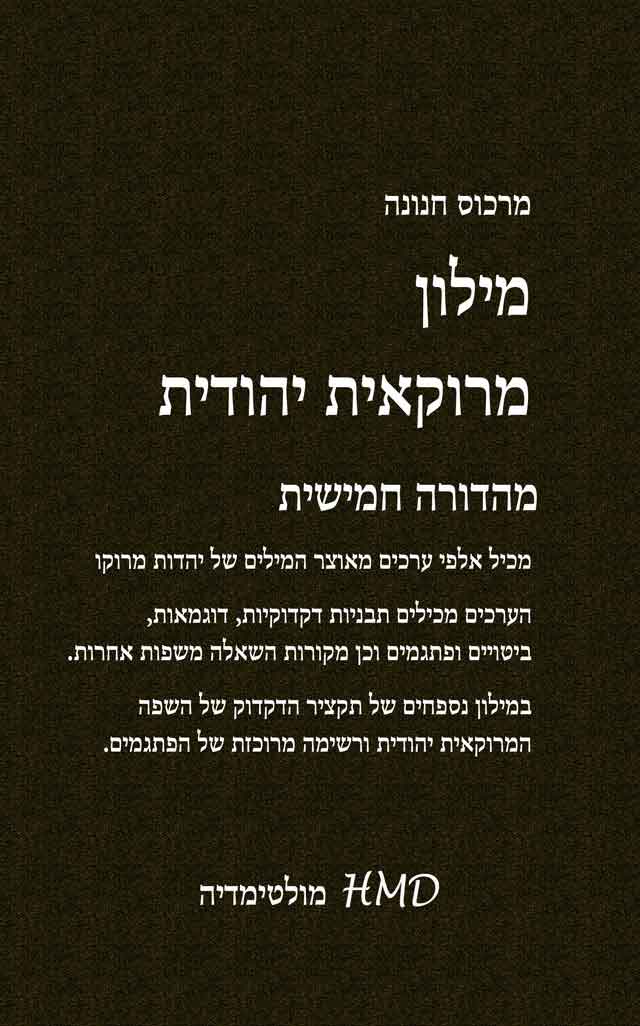 מרכוס חנונה
מילון
מרוקאית יהודית
מהדורה חמישית
מכיל אלפי ערכים מאוצר המילים של יהדות מרוקו
הערכים מכילים תבניות דקדוקיות, דוגמאות,
ביטויים ופתגמים וכן מקורות השאלה משפות אחרות.
במילון נספחים של תקציר הדקדוק של השפה
המרוקאית יהודית ורשימה מרוכזת של הפתגמים.
HMD מולטימדיה